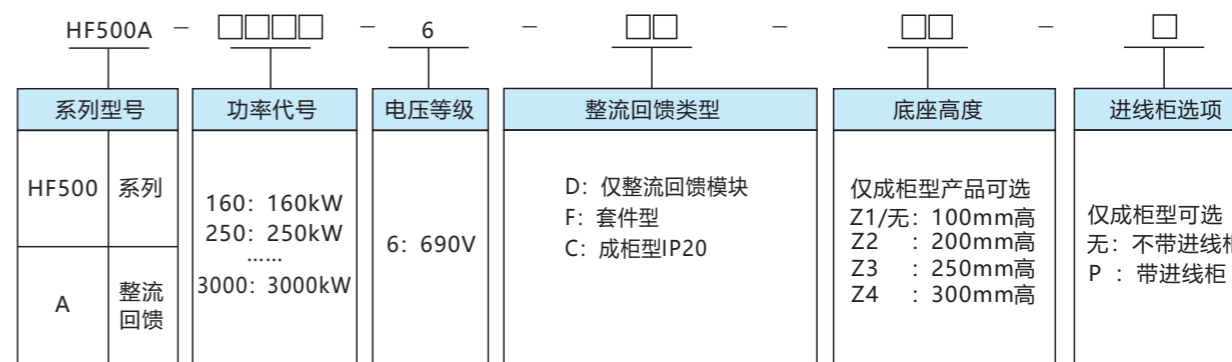 HF500A － □□□□ － 6 － □□ － □□ － □
系列型号
HF500 系列
A 整流
回馈
功率代号
160：160kW
250：250kW
……
3000：3000kW
电压等级
6：690V
整流回馈类型
D：仅整流回馈模块
F：套件型
C：成柜型IP20
底座高度
仅成柜型产品可选
Z1/无：100mm高
Z2 ：200mm高
Z3 ：250mm高
Z4 ：300mm高
进线柜选项
仅成柜型可选
无：不带进线柜
P ：带进线柜